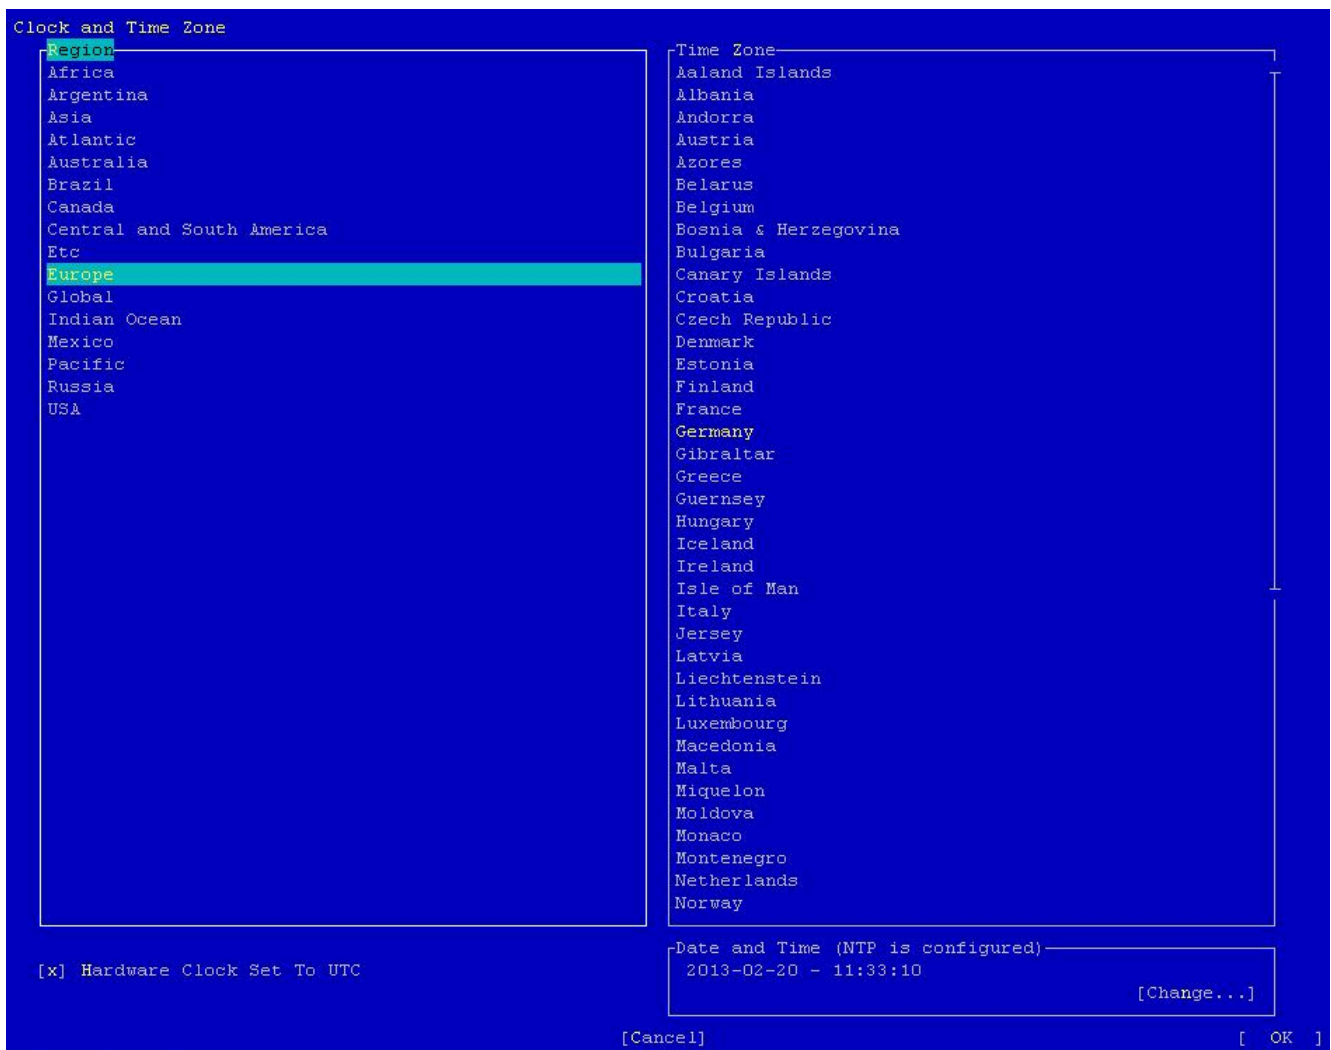 Clock and Time Zone
Region
Africa
Argentina
Asia
Atlantic
Australia
Brazil
Canada
Central and South America
Etc
Europe
Global
Indian Ocean
Mexico
Pacific
Russia
USA
Time Zone
Aaland Islands
Albania
Andorra
Austria
Azores
Belarus
Belgium
Bosnia & Herzegovina
Bulgaria
Canary Islands
Croatia
Czech Republic
Denmark
Estonia
Finland
France
Germany
Gibraltar
Greece
Guernsey
Hungary
Iceland
Ireland
Isle of Man
Italy
Jersey
Latvia
Liechtenstein
Lithuania
Luxembourg
Macedonia
Malta
Miquelon
Moldova
Monaco
Montenegro
Netherlands
Norway
[x] Hardware Clock Set To UTC
Date and Time (NTP is configured)
2013-02-20 - 11:33:10
[Change...]
[Cancel]
[ OK ]